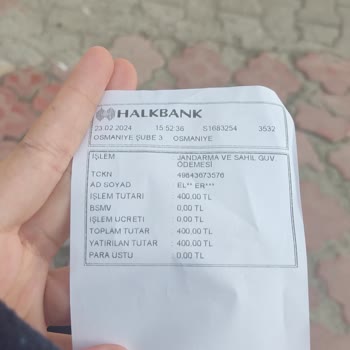 HALKBANK
23.02.2024 15:52:36 S1683254 3532
OSMANİYE ŞUBE 3 OSMANİYE
İŞLEM : JANDARMA VE SAHİL GÜV.
ÖDEMESİ
TCKN : 49843673576
AD SOYAD : EL** ER***
İŞLEM TUTARI : 400,00 TL
BSMV : 0,00 TL
İŞLEM ÜCRETİ : 0,00 TL
TOPLAM TUTAR : 400,00 TL
YATIRILAN TUTAR : 400,00 TL
PARA ÜSTÜ : 0,00 TL